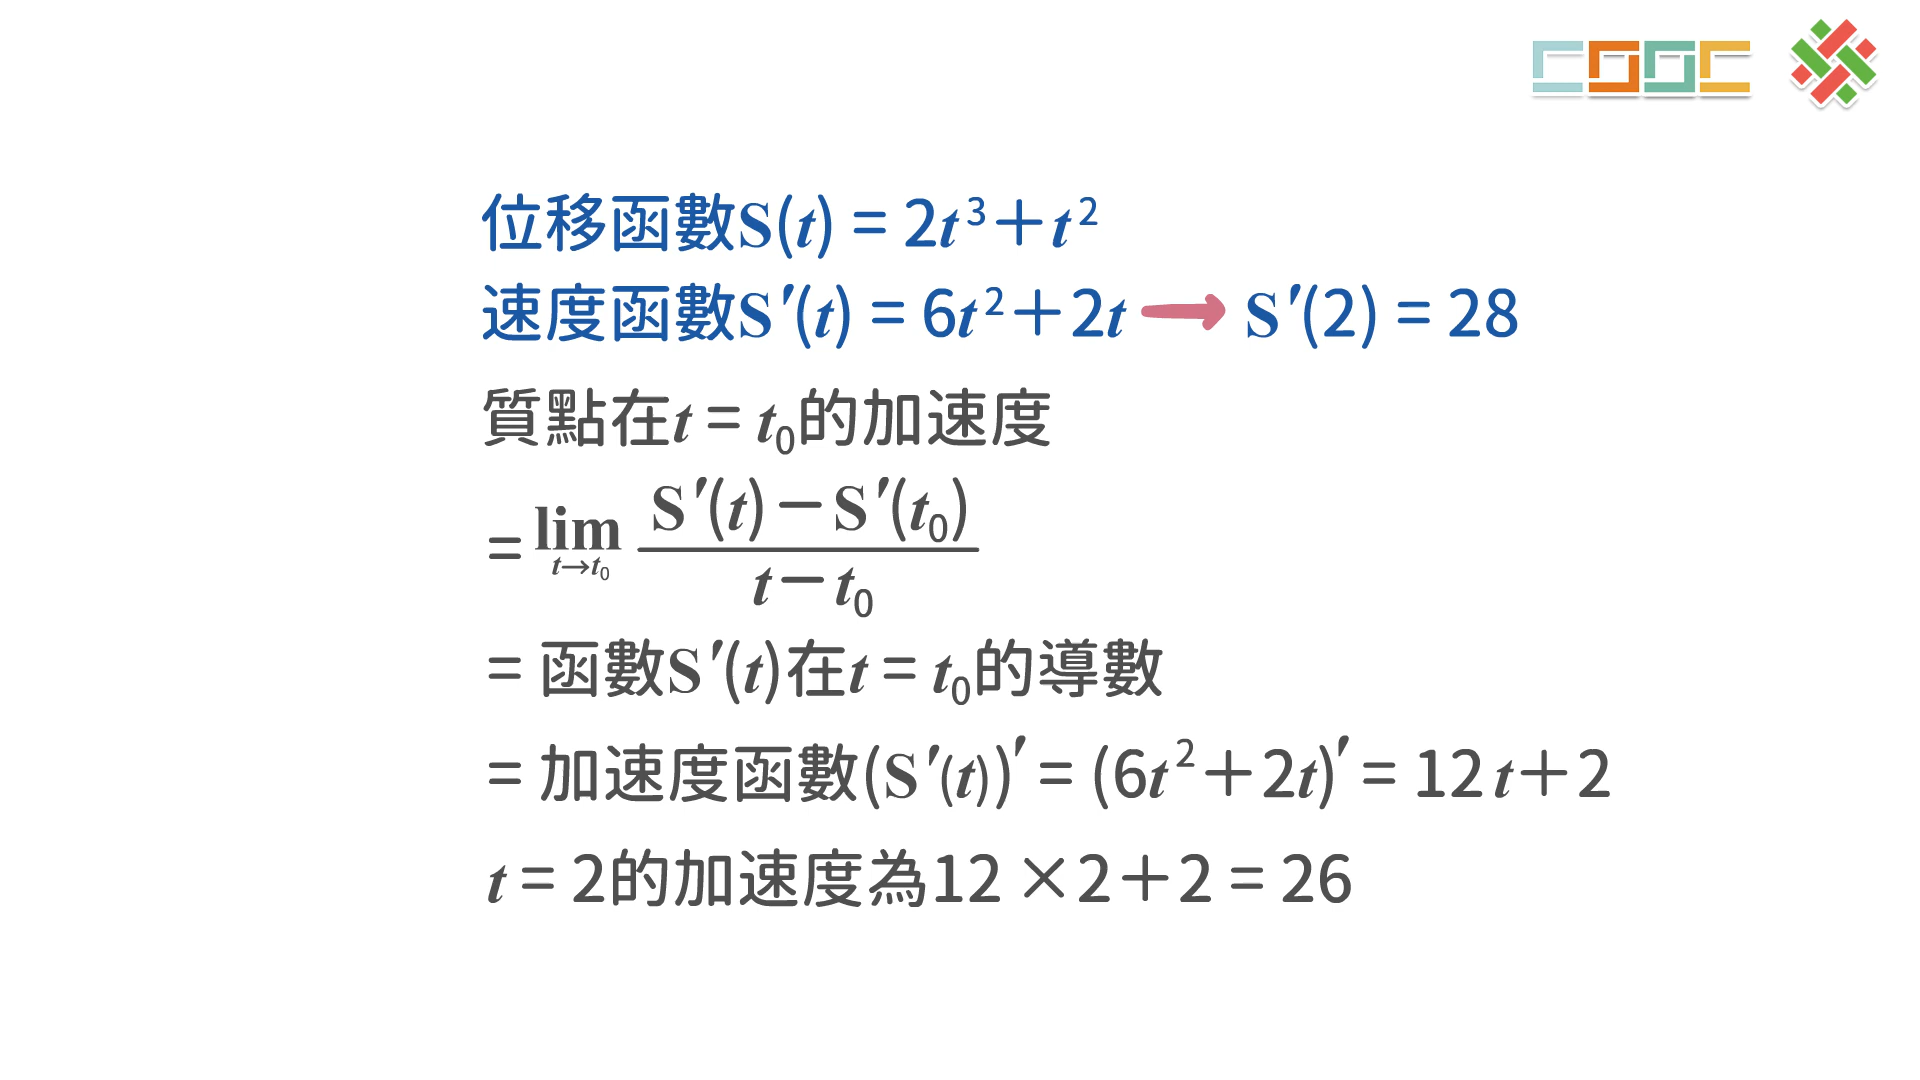 位移函數S(t) = 2t³+t²
速度函數S′(t) = 6t²+2t → S′(2) = 28
質點在t = t₀的加速度
= lim t→t₀ (S′(t)−S′(t₀))/(t−t₀)
= 函數S′(t)在t = t₀的導數
= 加速度函數(S′(t))′ = (6t²+2t)′ = 12t+2
t = 2的加速度為12×2+2 = 26